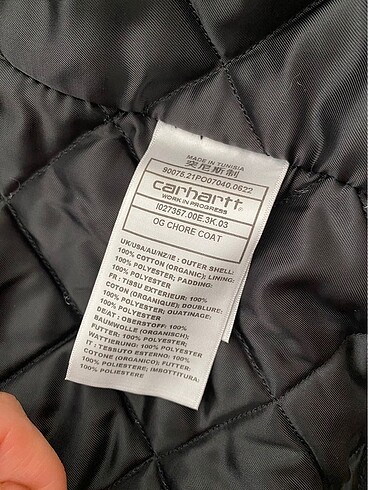 MADE IN TUNISIA
突尼斯制
90075.21PO07040.0622
carhartt®
WORK IN PROGRESS
I027357.00E.3K.03
OG CHORE COAT
UK/USA/AU/NZ/IE : OUTER SHELL:
100% COTTON (ORGANIC); LINING:
100% POLYESTER; PADDING:
100% POLYESTER
FR : TISSU EXTERIEUR: 100%
COTON (ORGANIQUE); DOUBLURE:
100% POLYESTER; OUATINAGE:
100% POLYESTER
DE/AT : OBERSTOFF: 100%
BAUMWOLLE (ORGANISCH);
FUTTER: 100% POLYESTER;
WATTIERUNG: 100% POLYESTER
IT : TESSUTO ESTERNO: 100%
COTONE (ORGANICO); FODERA:
100% POLIESTERE; IMBOTTITURA:
100% POLIESTERE